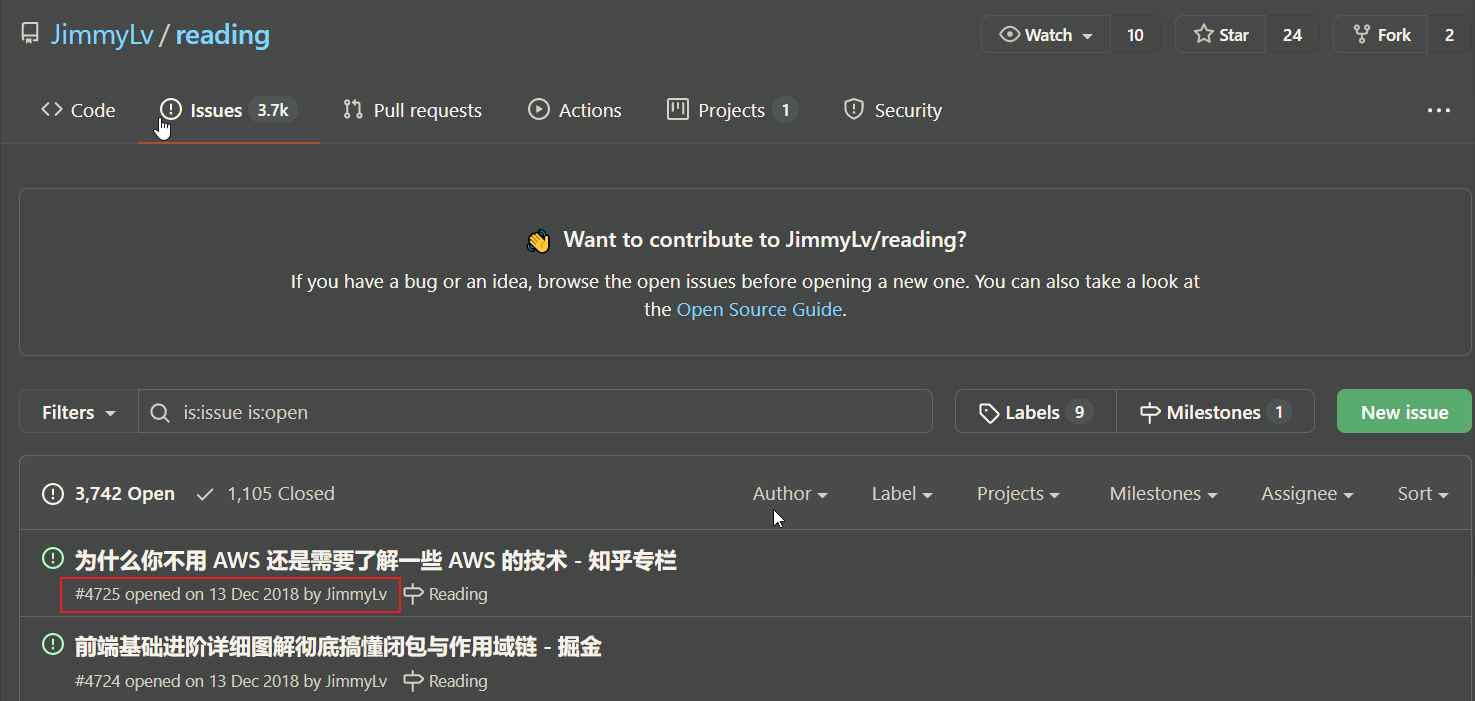 JimmyLv / reading
Watch 10 Star 24 Fork 2
Code Issues 3.7k Pull requests Actions Projects 1 Security ...
👋 Want to contribute to JimmyLv/reading?
If you have a bug or an idea, browse the open issues before opening a new one. You can also take a look at
the Open Source Guide.
Filters is:issue is:open Labels 9 Milestones 1 New issue
3,742 Open 1,105 Closed Author Label Projects Milestones Assignee Sort
为什么你不用 AWS 还是需要了解一些 AWS 的技术 - 知乎专栏
#4725 opened on 13 Dec 2018 by JimmyLv Reading
前端基础进阶详细图解彻底搞懂闭包与作用域链 - 掘金
#4724 opened on 13 Dec 2018 by JimmyLv Reading